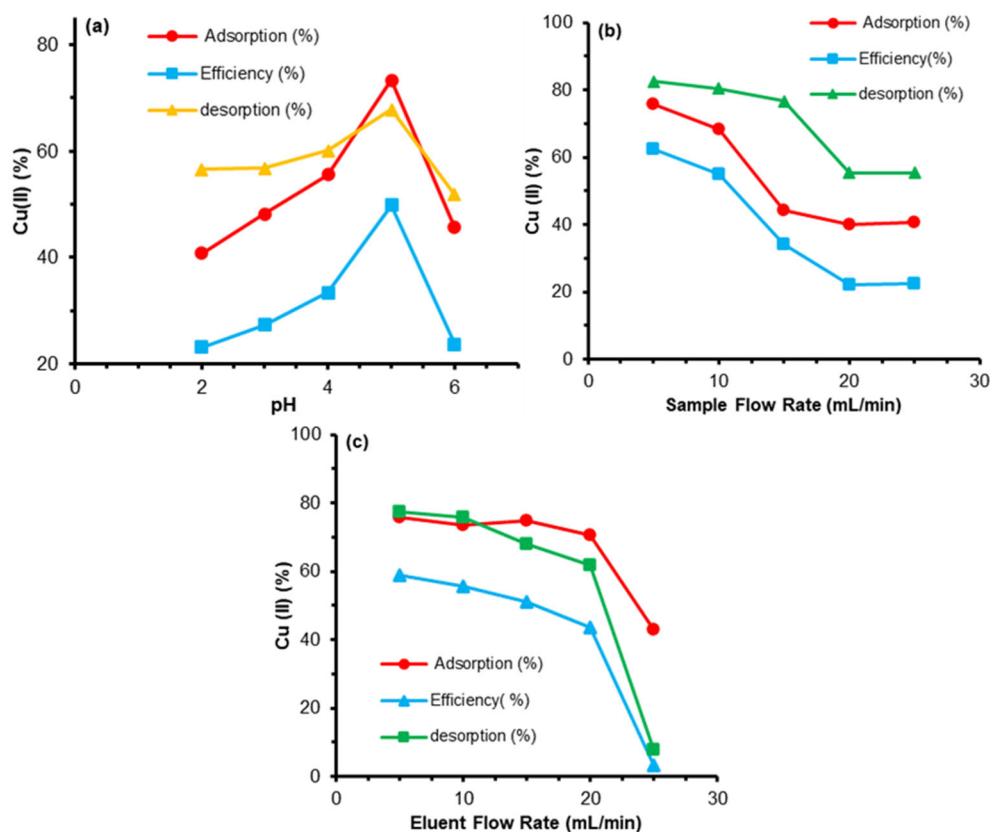 (a)
Adsorption (%)
Efficiency (%)
desorption (%)
Cu(II) (%)
80
60
40
20
0
2
4
6
pH
(b)
Adsorption (%)
Efficiency(%)
desorption (%)
Cu (II) (%)
100
80
60
40
20
0
0
10
20
30
Sample Flow Rate (mL/min)
(c)
Adsorption (%)
Efficiency( %)
desorption (%)
Cu (II) (%)
100
80
60
40
20
0
0
10
20
30
Eluent Flow Rate (mL/min)